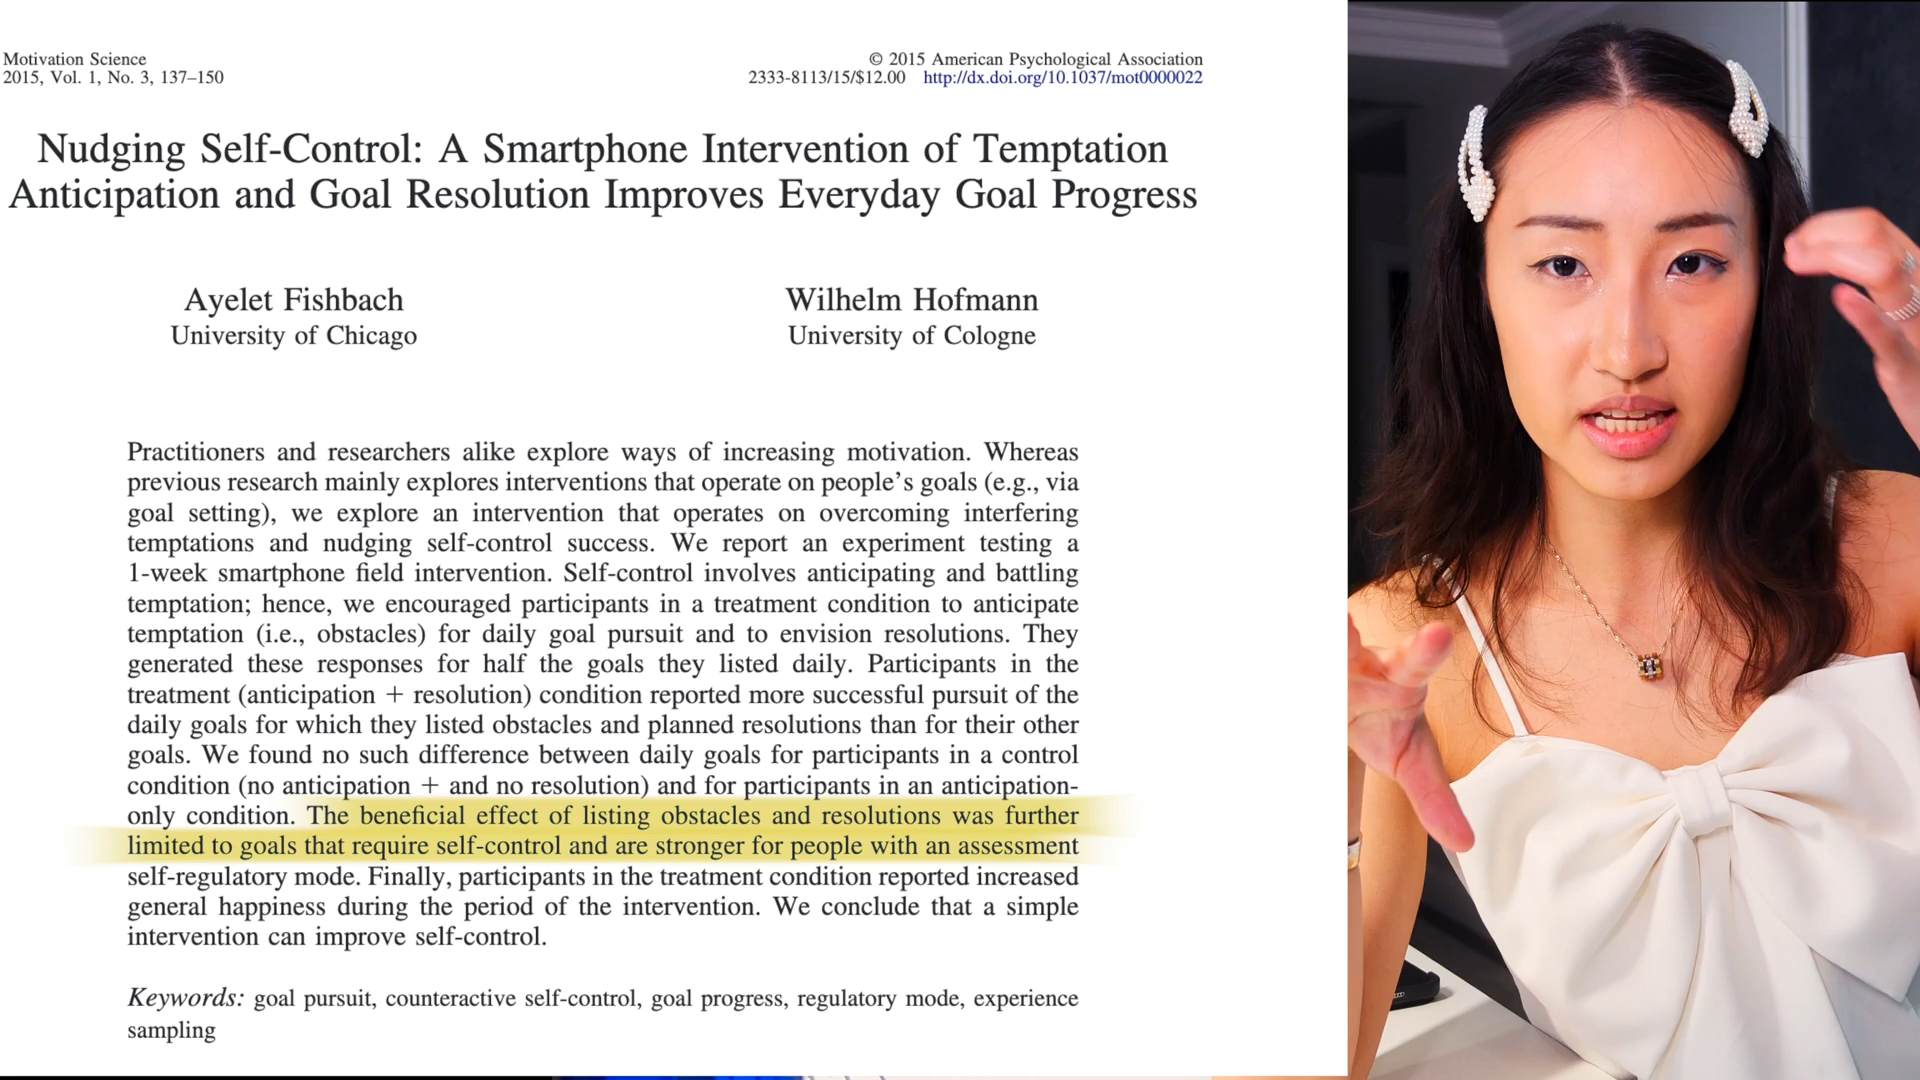 Motivation Science
2015, Vol. 1, No. 3, 137–150
© 2015 American Psychological Association
2333-8113/15/$12.00 http://dx.doi.org/10.1037/mot0000022
Nudging Self-Control: A Smartphone Intervention of Temptation
Anticipation and Goal Resolution Improves Everyday Goal Progress
Ayelet Fishbach
University of Chicago
Wilhelm Hofmann
University of Cologne
Practitioners and researchers alike explore ways of increasing motivation. Whereas
previous research mainly explores interventions that operate on people’s goals (e.g., via
goal setting), we explore an intervention that operates on overcoming interfering
temptations and nudging self-control success. We report an experiment testing a
1-week smartphone field intervention. Self-control involves anticipating and battling
temptation; hence, we encouraged participants in a treatment condition to anticipate
temptation (i.e., obstacles) for daily goal pursuit and to envision resolutions. They
generated these responses for half the goals they listed daily. Participants in the
treatment (anticipation + resolution) condition reported more successful pursuit of the
daily goals for which they listed obstacles and planned resolutions than for their other
goals. We found no such difference between daily goals for participants in a control
condition (no anticipation + and no resolution) and for participants in an anticipation-
only condition. The beneficial effect of listing obstacles and resolutions was further
limited to goals that require self-control and are stronger for people with an assessment
self-regulatory mode. Finally, participants in the treatment condition reported increased
general happiness during the period of the intervention. We conclude that a simple
intervention can improve self-control.
Keywords: goal pursuit, counteractive self-control, goal progress, regulatory mode, experience
sampling